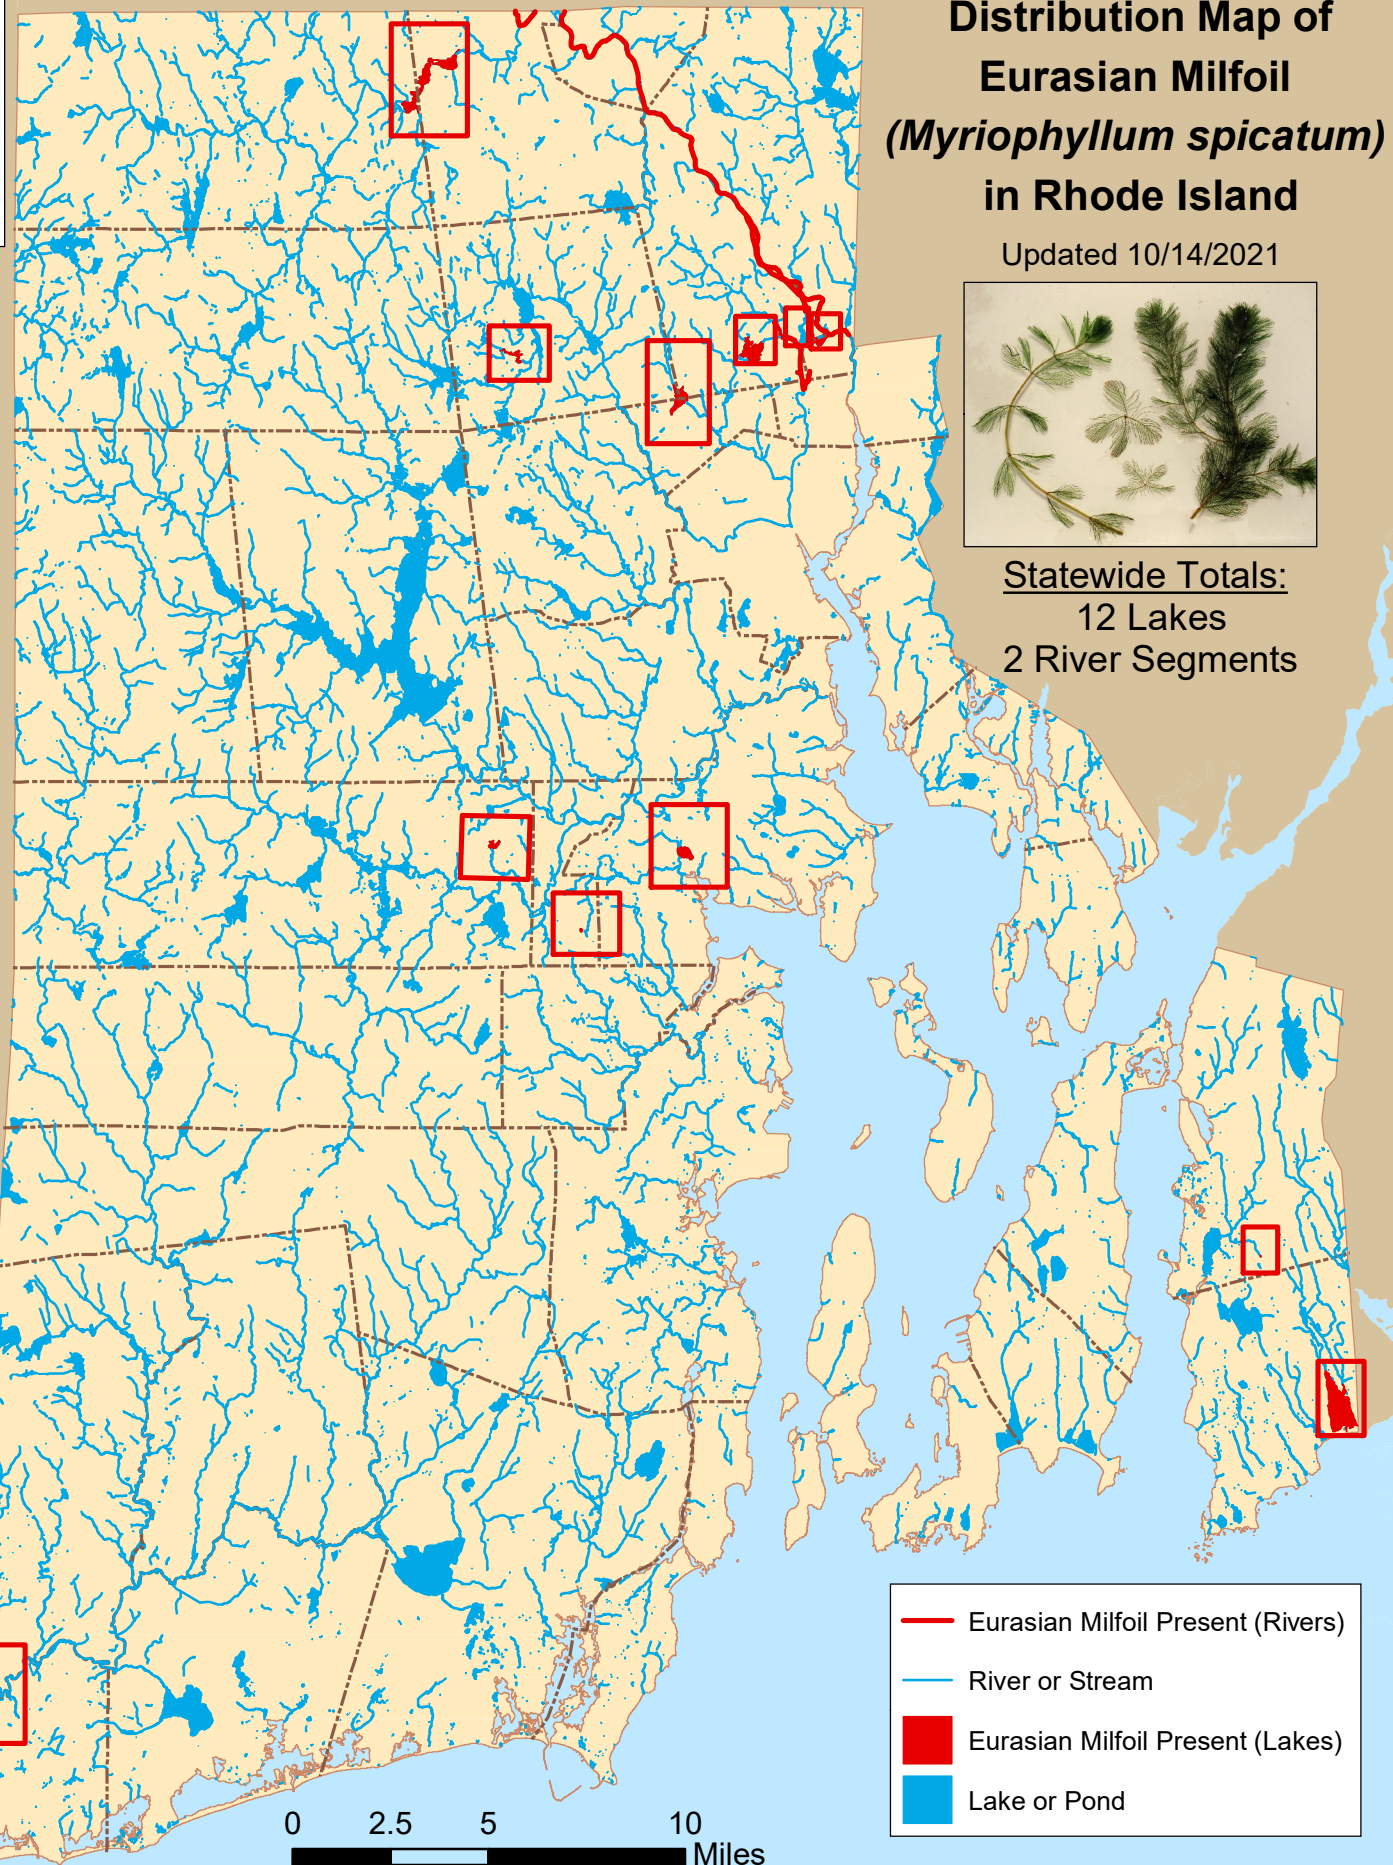 Distribution Map of
Eurasian Milfoil
(Myriophyllum spicatum)
in Rhode Island
Updated 10/14/2021
Statewide Totals:
12 Lakes
2 River Segments
Eurasian Milfoil Present (Rivers)
River or Stream
Eurasian Milfoil Present (Lakes)
Lake or Pond
0 2.5 5 10
Miles